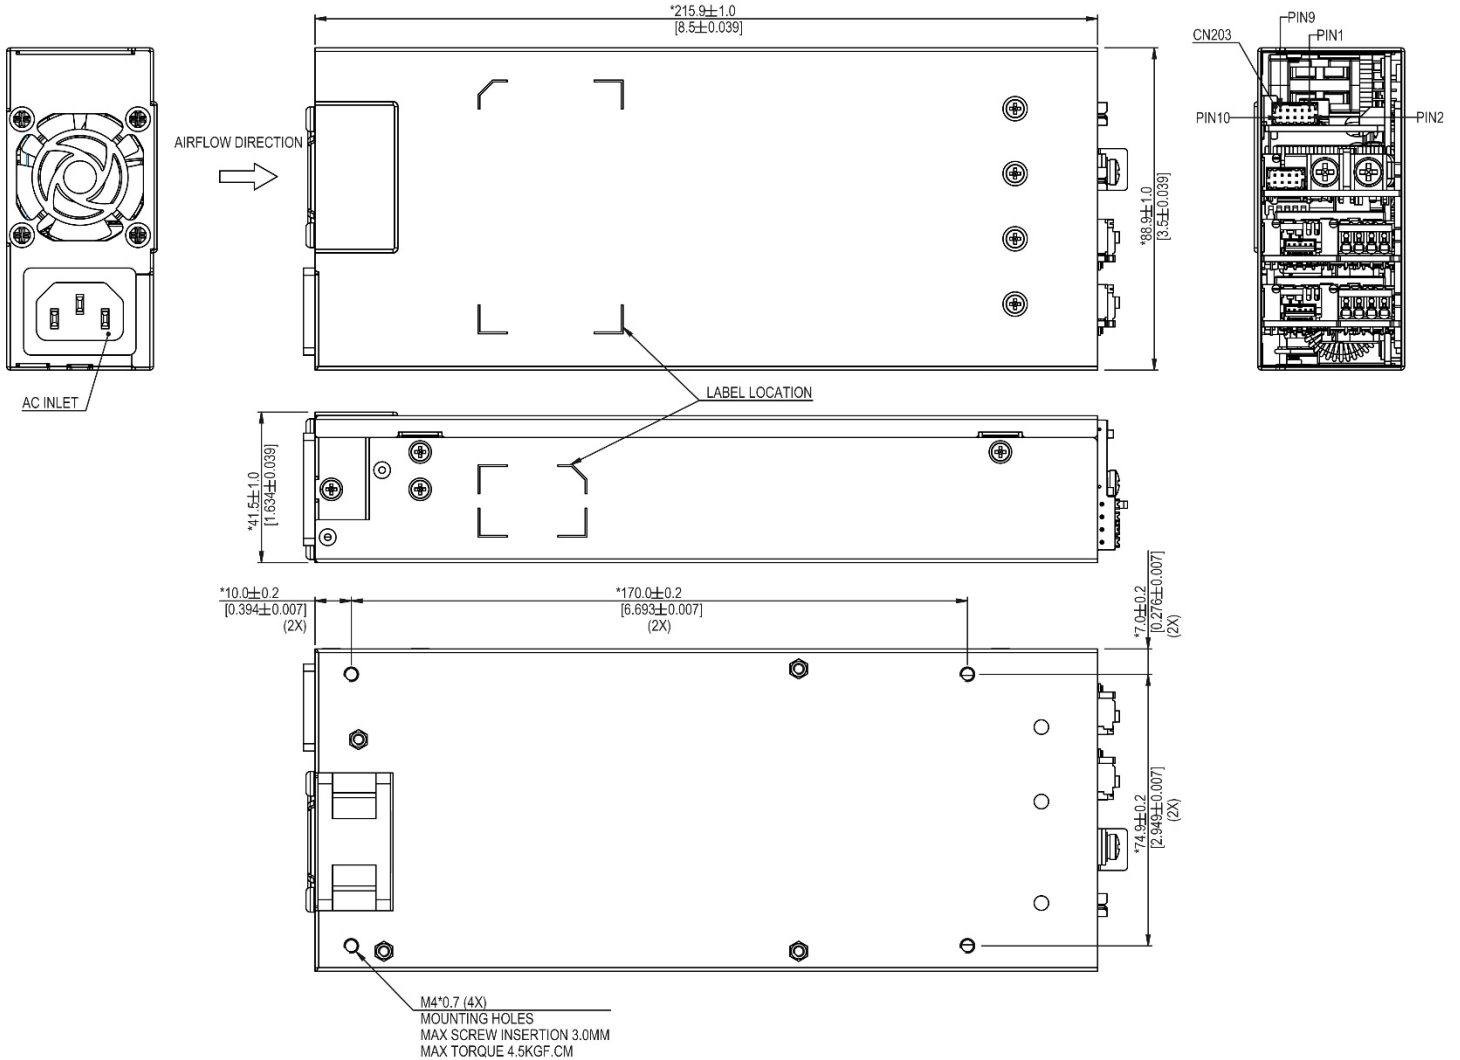 *215.9±1.0
[8.5±0.039]
PIN9
CN203
PIN1
PIN10
PIN2
AIRFLOW DIRECTION
*88.9±1.0
[3.5±0.039]
AC INLET
LABEL LOCATION
*41.5±1.0
[1.634±0.039]
*10.0±0.2
[0.394±0.007]
(2X)
*170.0±0.2
[6.693±0.007]
(2X)
*7.0±0.2
[0.276±0.007]
(2X)
*74.9±0.2
[2.949±0.007]
(2X)
M4*0.7 (4X)
MOUNTING HOLES
MAX SCREW INSERTION 3.0MM
MAX TORQUE 4.5KGF.CM